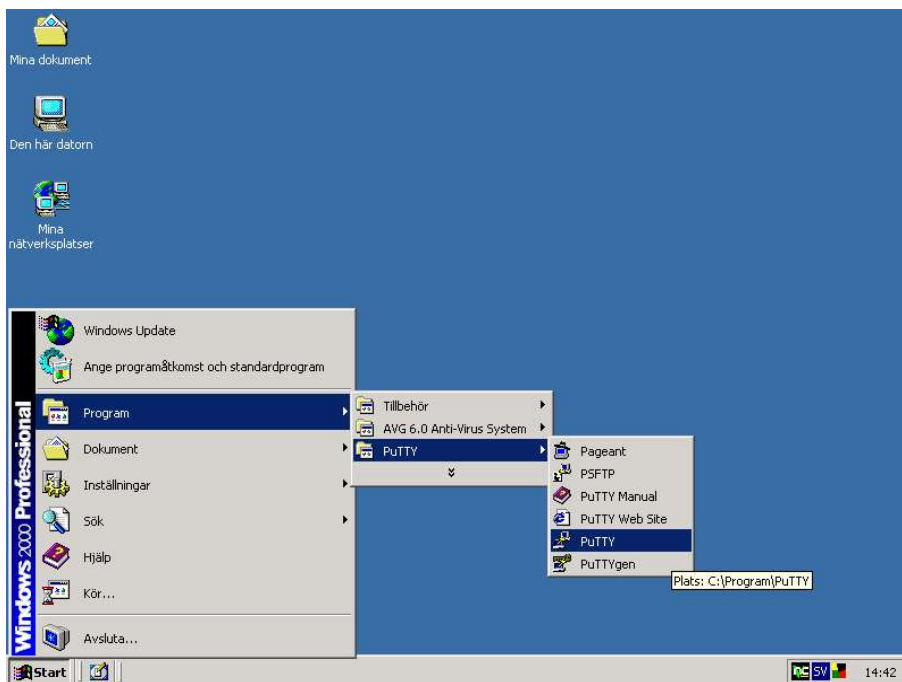 Mina dokument
Den här datorn
Mina
nätverksplatser
Windows 2000 Professional
Windows Update
Ange programåtkomst och standardprogram
Program
Dokument
Inställningar
Sök
Hjälp
Kör...
Avsluta...
Tillbehör
AVG 6.0 Anti-Virus System
PuTTY
Pageant
PSFTP
PuTTY Manual
PuTTY Web Site
PuTTY
PuTTYgen
Plats: C:\Program\PuTTY
Start
SV
14:42